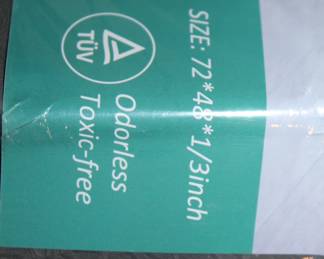 SIZE: 72*48*1/3inch
TÜV
Odorless
Toxic-free